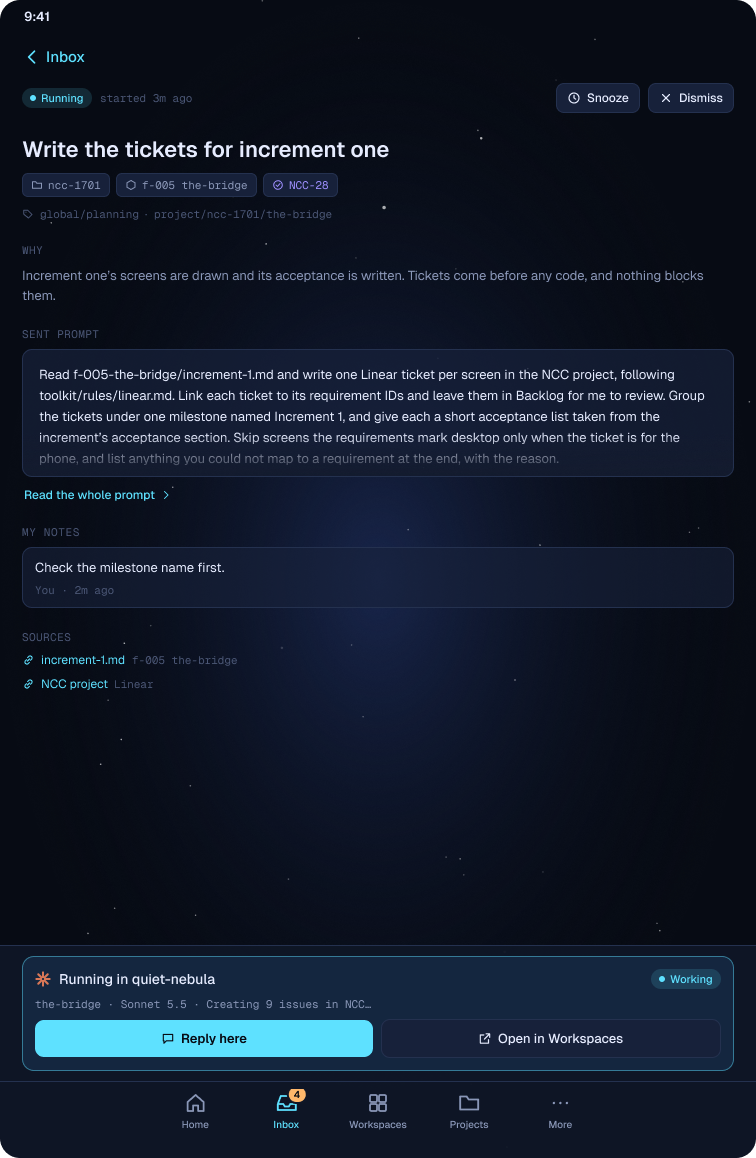 9:41
Inbox
Running started 3m ago Snooze Dismiss
Write the tickets for increment one
ncc-1701 f-005 the-bridge NCC-28
global/planning · project/ncc-1701/the-bridge
WHY
Increment one’s screens are drawn and its acceptance is written. Tickets come before any code, and nothing blocks
them.
SENT PROMPT
Read f-005-the-bridge/increment-1.md and write one Linear ticket per screen in the NCC project, following
toolkit/rules/linear.md. Link each ticket to its requirement IDs and leave them in Backlog for me to review. Group
the tickets under one milestone named Increment 1, and give each a short acceptance list taken from the
increment’s acceptance section. Skip screens the requirements mark desktop only when the ticket is for the
phone, and list anything you could not map to a requirement at the end, with the reason.
Read the whole prompt
MY NOTES
Check the milestone name first.
You · 2m ago
SOURCES
increment-1.md f-005 the-bridge
NCC project Linear
Running in quiet-nebula Working
the-bridge · Sonnet 5.5 · Creating 9 issues in NCC…
Reply here Open in Workspaces
4
Home Inbox Workspaces Projects More